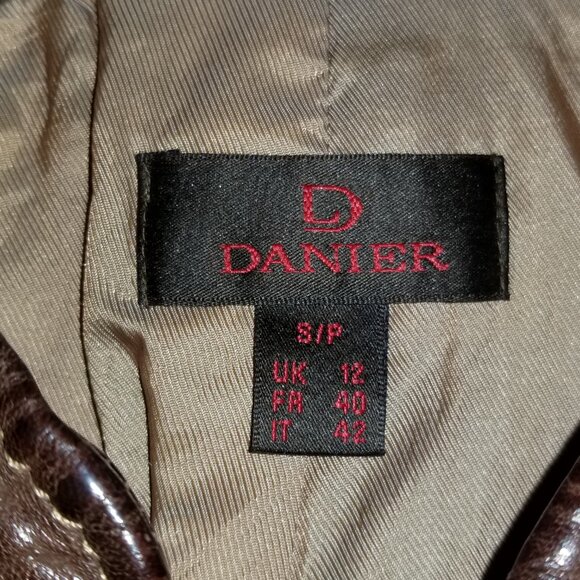 D
DANIER
S/P
UK 12
FR 40
IT 42